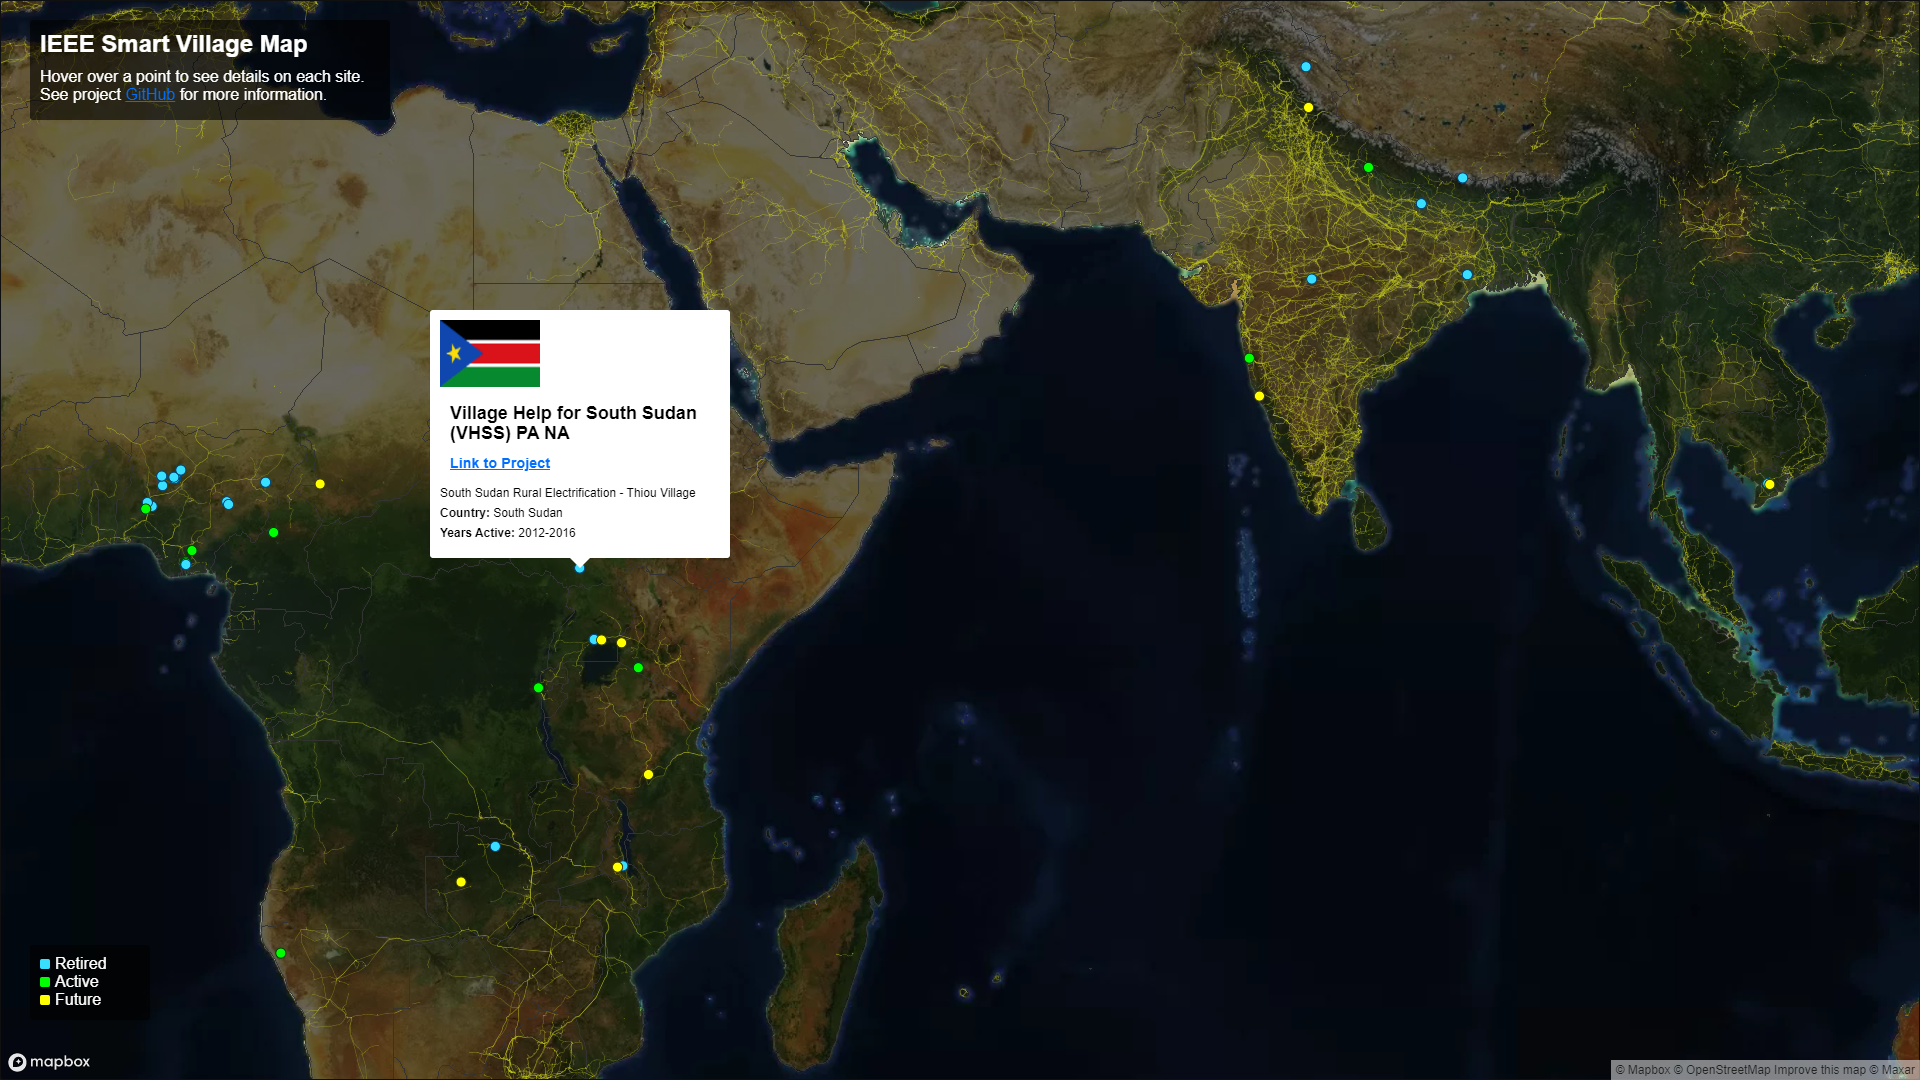 IEEE Smart Village Map
Hover over a point to see details on each site.
See project GitHub for more information.
Village Help for South Sudan
(VHSS) PA NA
Link to Project
South Sudan Rural Electrification - Thiou Village
Country: South Sudan
Years Active: 2012-2016
Retired
Active
Future
mapbox
© Mapbox © OpenStreetMap Improve this map © Maxar